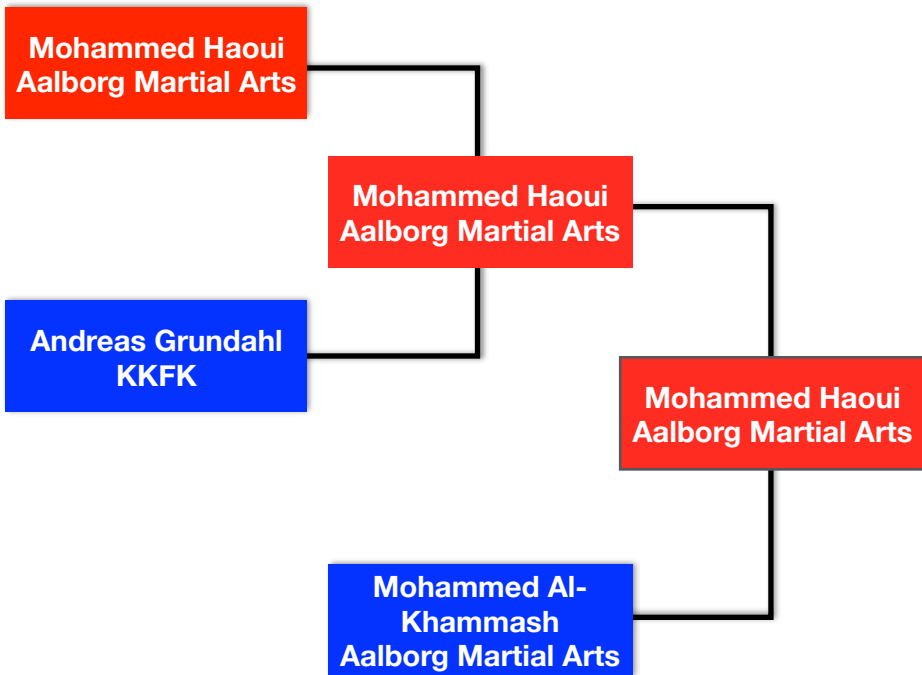 Mohammed Haoui
Aalborg Martial Arts
Mohammed Haoui
Aalborg Martial Arts
Andreas Grundahl
KKFK
Mohammed Haoui
Aalborg Martial Arts
Mohammed Al-
Khammash
Aalborg Martial Arts